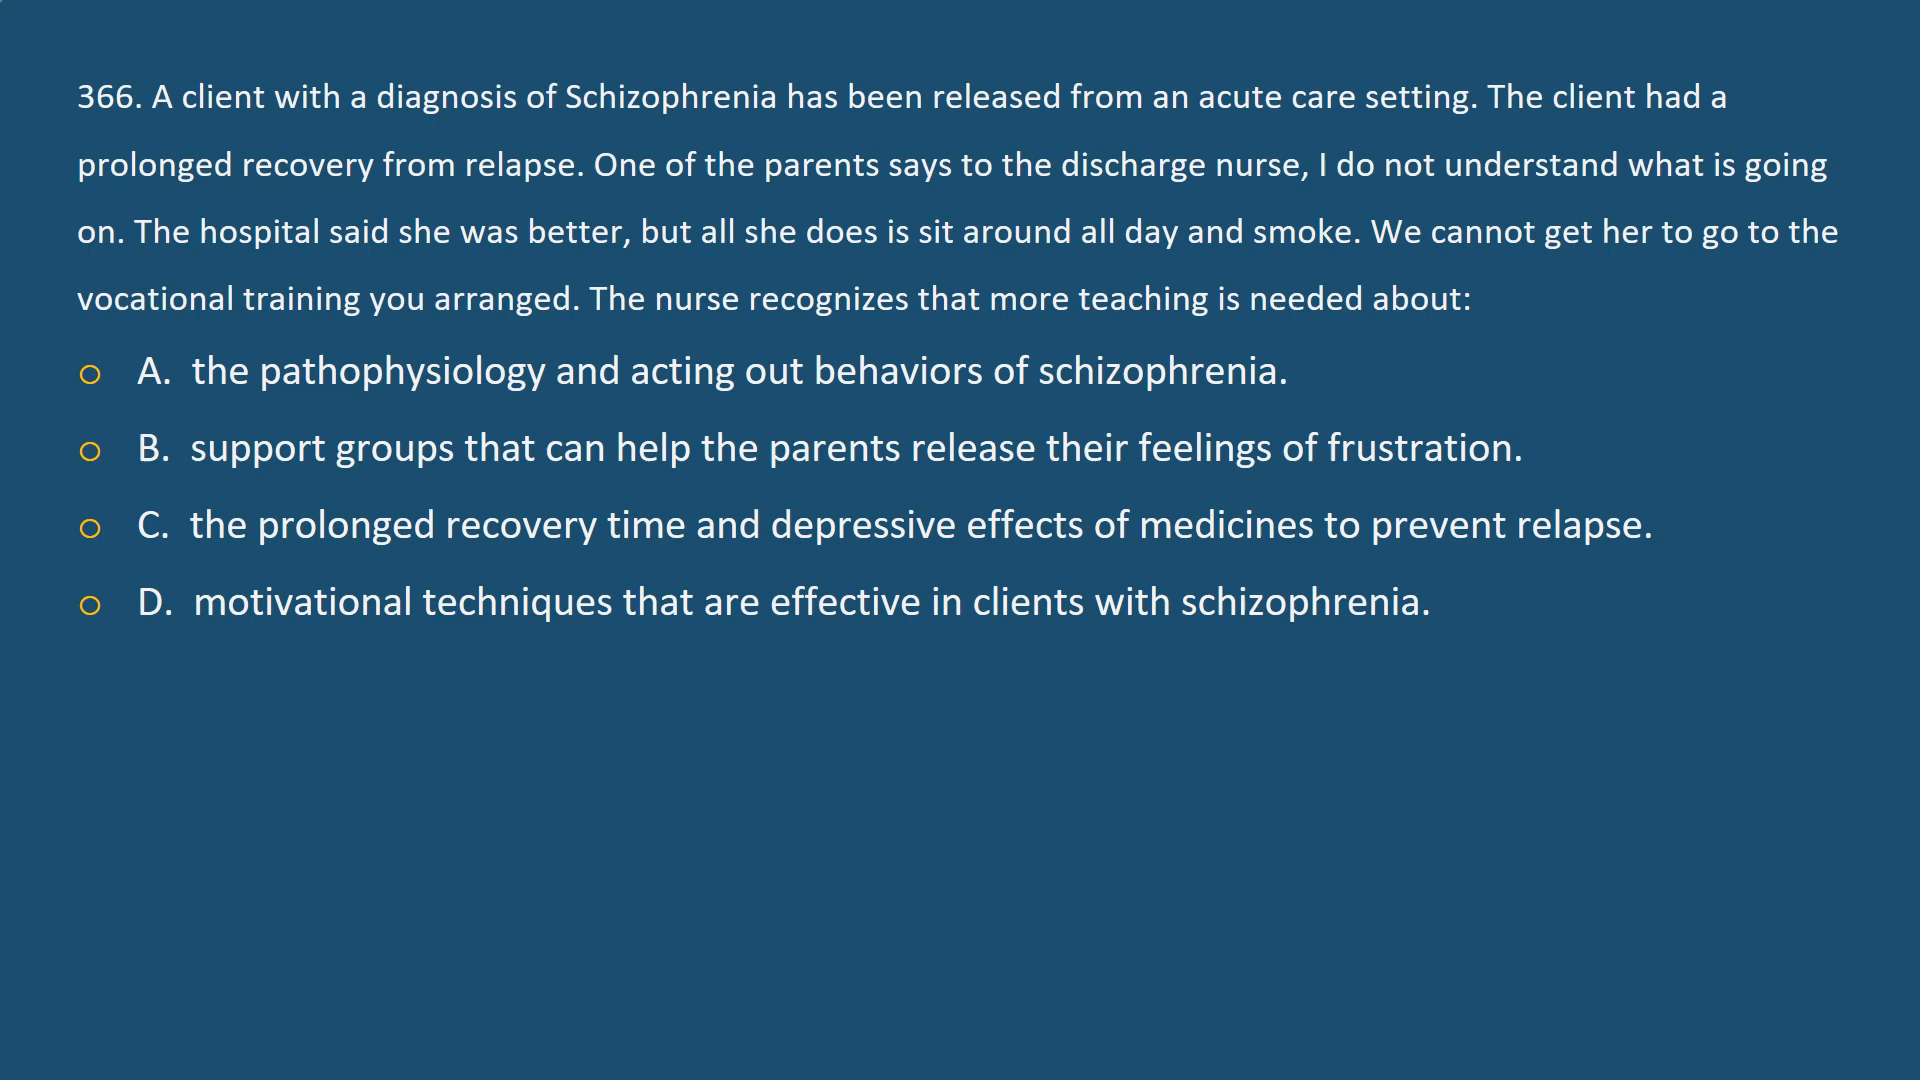 366. A client with a diagnosis of Schizophrenia has been released from an acute care setting. The client had a
prolonged recovery from relapse. One of the parents says to the discharge nurse, I do not understand what is going
on. The hospital said she was better, but all she does is sit around all day and smoke. We cannot get her to go to the
vocational training you arranged. The nurse recognizes that more teaching is needed about:
A. the pathophysiology and acting out behaviors of schizophrenia.
B. support groups that can help the parents release their feelings of frustration.
C. the prolonged recovery time and depressive effects of medicines to prevent relapse.
D. motivational techniques that are effective in clients with schizophrenia.